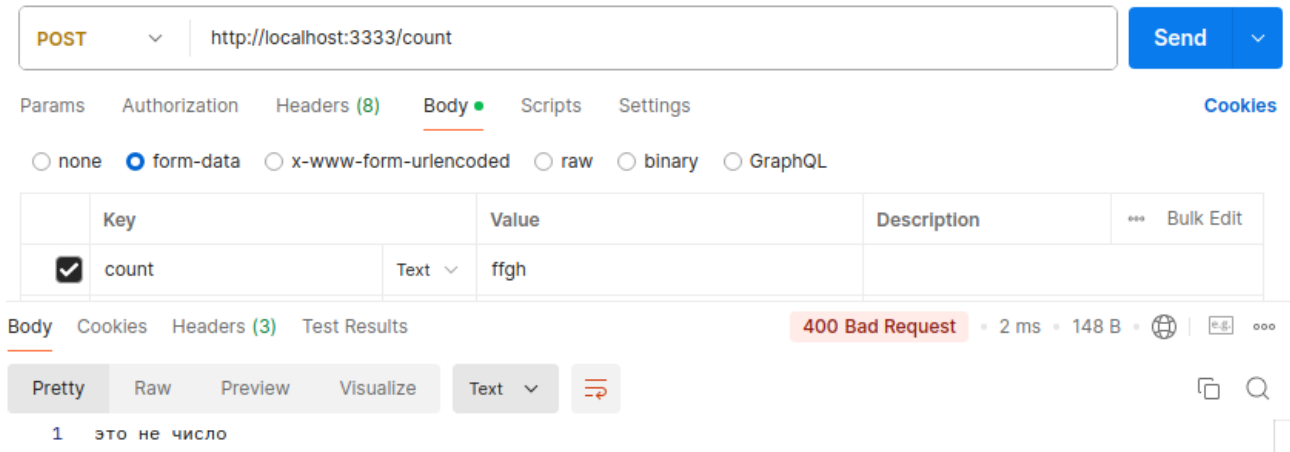 POST http://localhost:3333/count Send
Params Authorization Headers (8) Body Scripts Settings Cookies
none form-data x-www-form-urlencoded raw binary GraphQL
Key Value Description Bulk Edit
count Text ffgh
Body Cookies Headers (3) Test Results 400 Bad Request 2 ms 148 B e.g.
Pretty Raw Preview Visualize Text
1 это не число